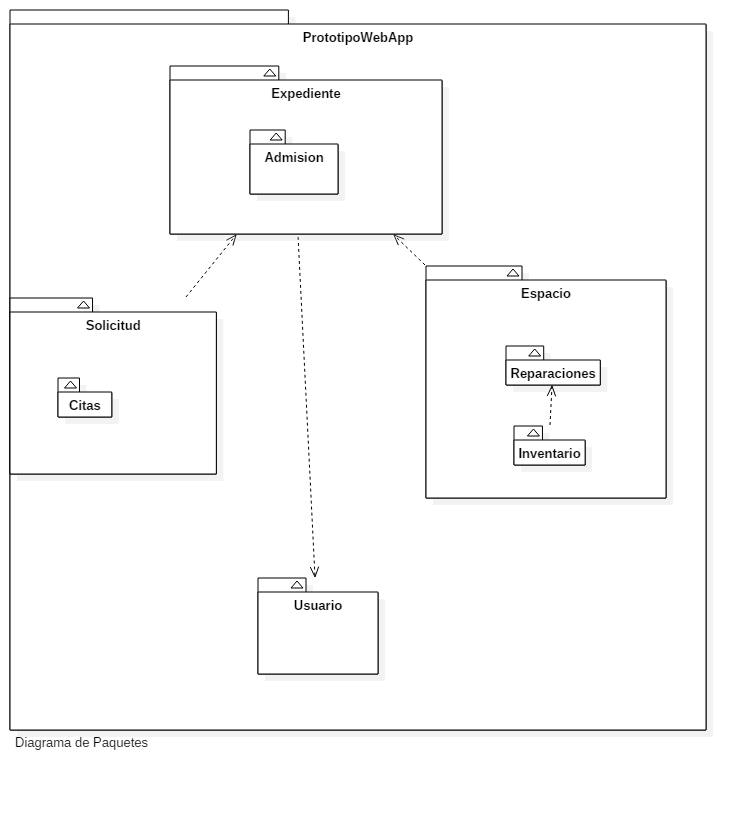 PrototipoWebApp
Expediente
Admision
Espacio
Solicitud
Reparaciones
Citas
Inventario
Usuario
Diagrama de Paquetes